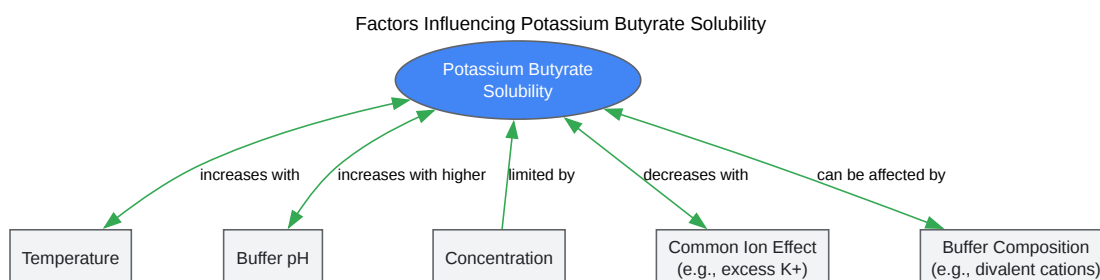 Factors Influencing Potassium Butyrate Solubility
Potassium Butyrate
Solubility
increases with
increases with higher
limited by
decreases with
can be affected by
Temperature
Buffer pH
Concentration
Common Ion Effect
(e.g., excess K+)
Buffer Composition
(e.g., divalent cations)